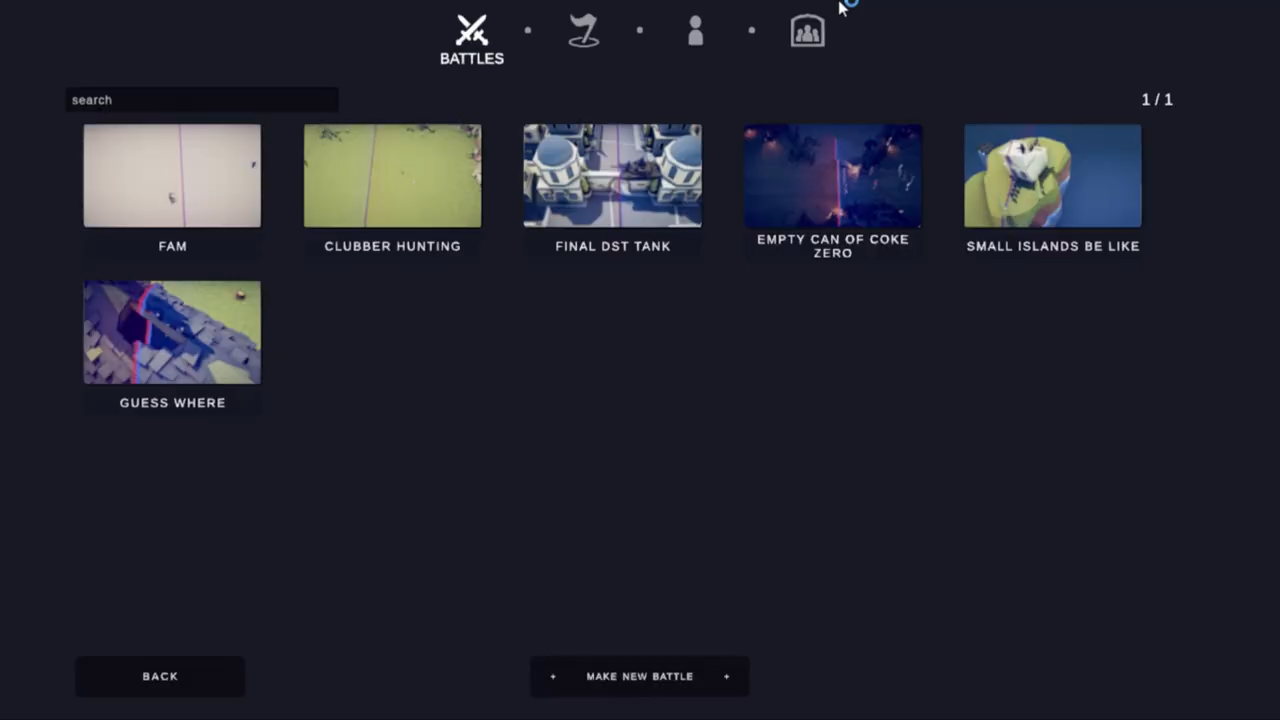 BATTLES
search
1 / 1
FAM
CLUBBER HUNTING
FINAL DST TANK
EMPTY CAN OF COKE
ZERO
SMALL ISLANDS BE LIKE
GUESS WHERE
BACK
+ MAKE NEW BATTLE +